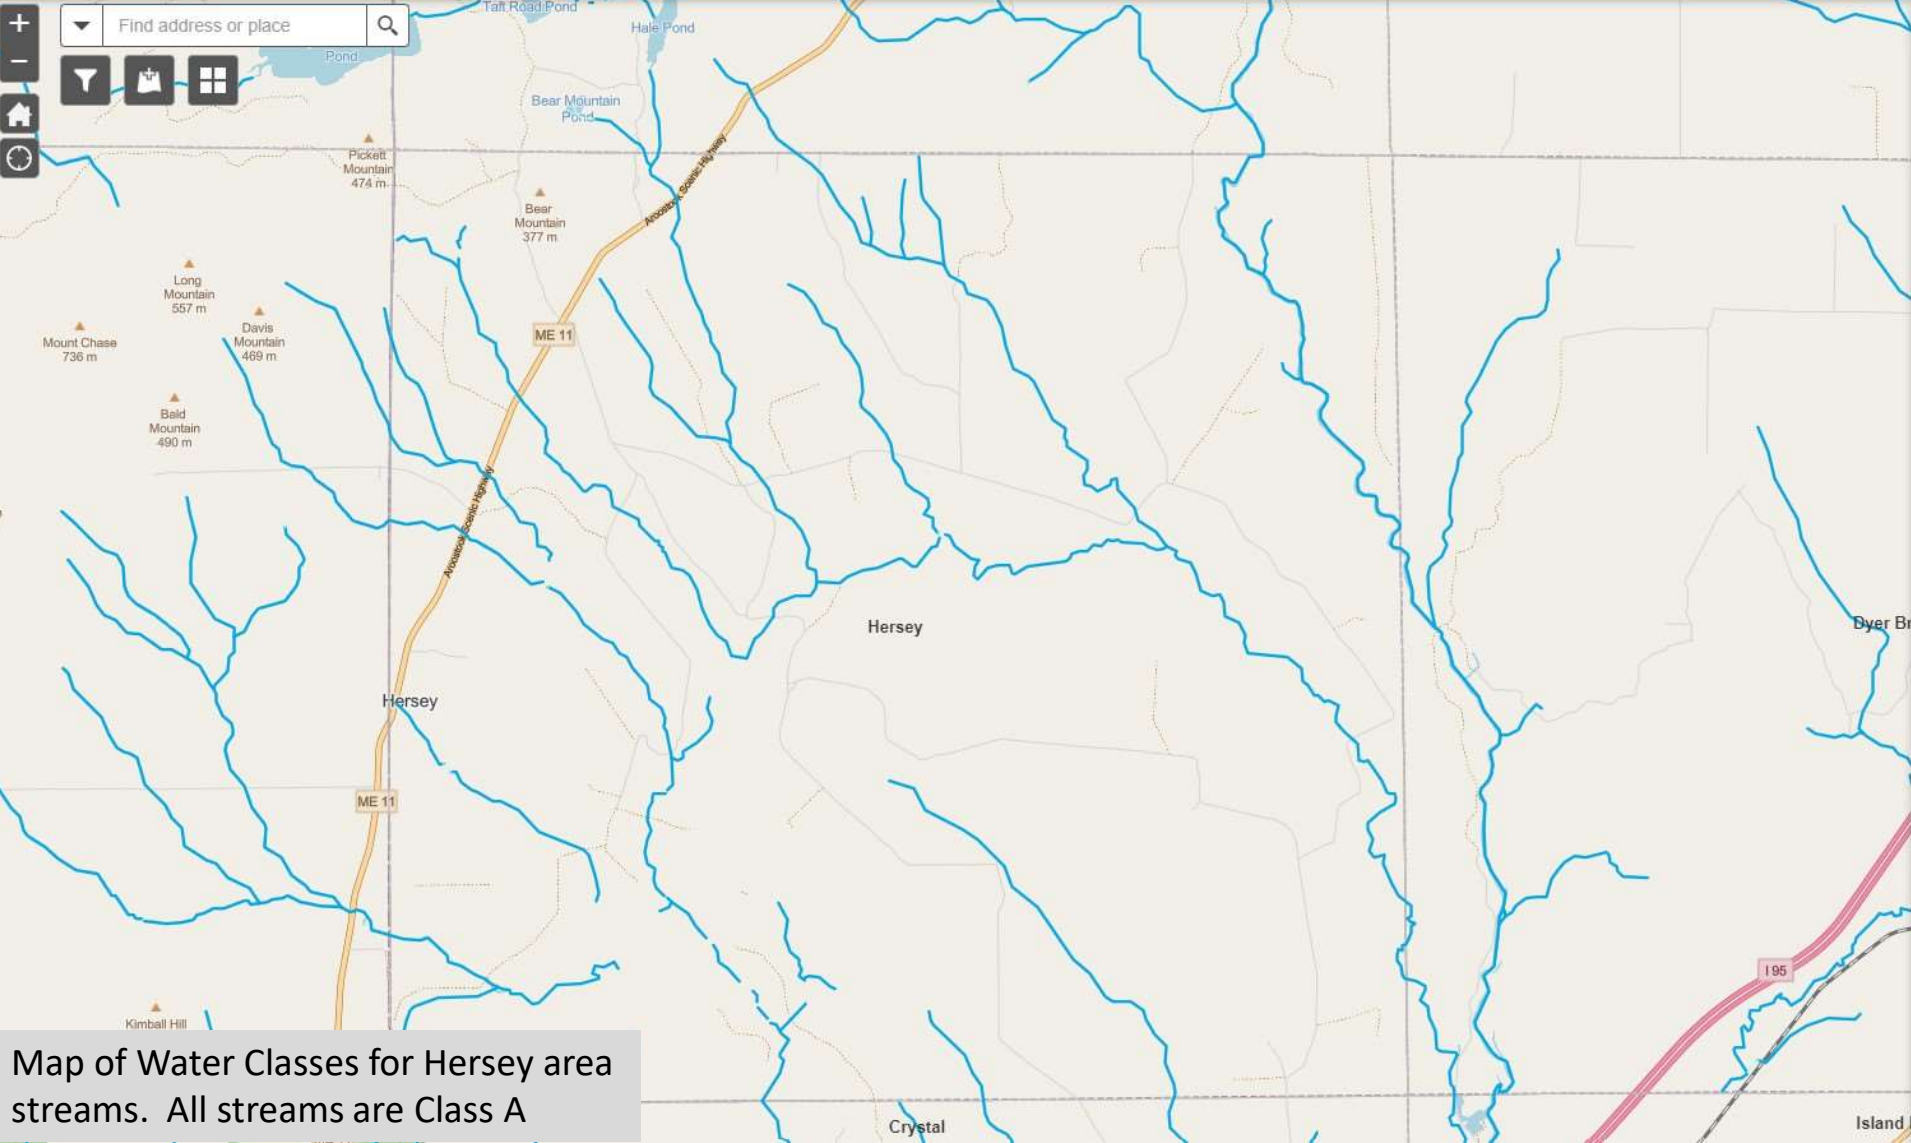 +
Find address or place
−
Taft Road Pond
Hale Pond
Pond
Bear Mountain
Pond
Pickett
Mountain
474 m
Aroostook Scenic Highway
Bear
Mountain
377 m
Long
Mountain
557 m
Davis
Mountain
469 m
Mount Chase
736 m
ME 11
Bald
Mountain
490 m
Aroostook Scenic Highway
Hersey
Dyer Br
Hersey
ME 11
I 95
Kimball Hill
Map of Water Classes for Hersey area
streams. All streams are Class A
Crystal
Island